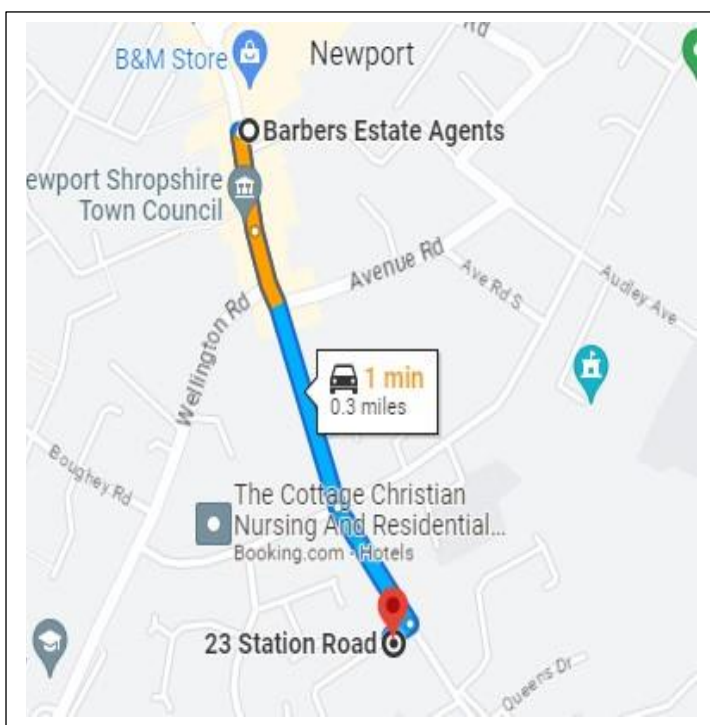 Rd
B&M Store
Newport
Barbers Estate Agents
ewport Shropshire
Town Council
Avenue Rd
Ave Rd S.
Audley Ave
Wellington Rd
1 min
0.3 miles
Boughey Rd
The Cottage Christian
Nursing And Residential...
Booking.com · Hotels
23 Station Road
Queens Dr